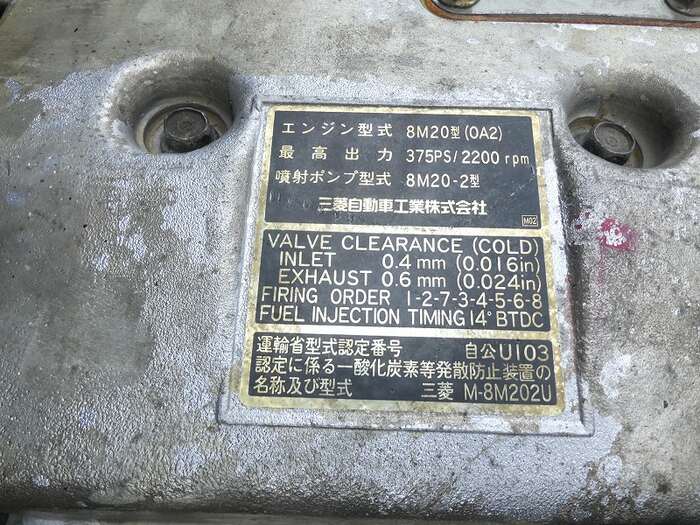 エンジン型式 8M20型(0A2)
最高出力 375PS/2200rpm
噴射ポンプ型式 8M20-2型
三菱自動車工業株式会社
M02
VALVE CLEARANCE (COLD)
INLET 0.4mm (0.016in)
EXHAUST 0.6mm (0.024in)
FIRING ORDER 1-2-7-3-4-5-6-8
FUEL INJECTION TIMING 14° BTDC
運輸省型式認定番号 自公U103
認定に係る一酸化炭素等発散防止装置の
名称及び型式 三菱 M-8M202U